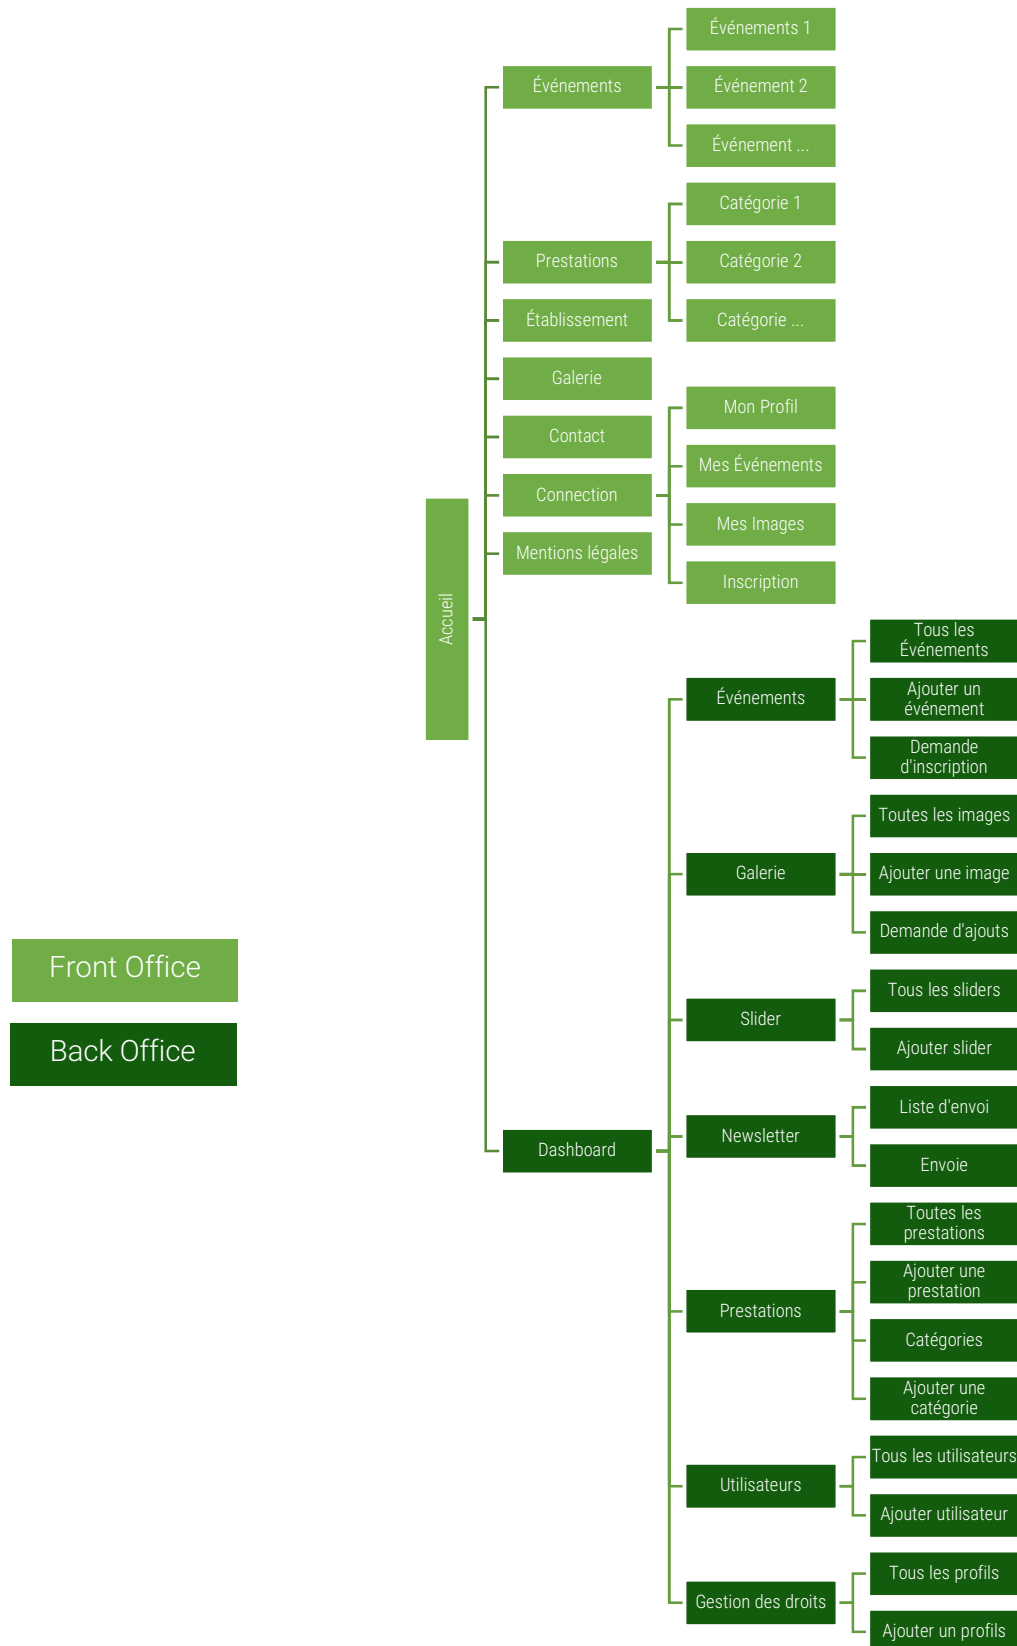 Événements 1
Événements
Événement 2
Événement ...
Catégorie 1
Prestations
Catégorie 2
Établissement
Catégorie ...
Galerie
Mon Profil
Contact
Mes Événements
Connection
Mes Images
Mentions légales
Inscription
Accueil
Tous les
Événements
Événements
Ajouter un
événement
Demande
d'inscription
Toutes les images
Galerie
Ajouter une image
Demande d'ajouts
Front Office
Tous les sliders
Slider
Ajouter slider
Back Office
Liste d'envoi
Newsletter
Dashboard
Envoie
Toutes les
prestations
Ajouter une
prestation
Prestations
Catégories
Ajouter une
catégorie
Tous les utilisateurs
Utilisateurs
Ajouter utilisateur
Tous les profils
Gestion des droits
Ajouter un profils